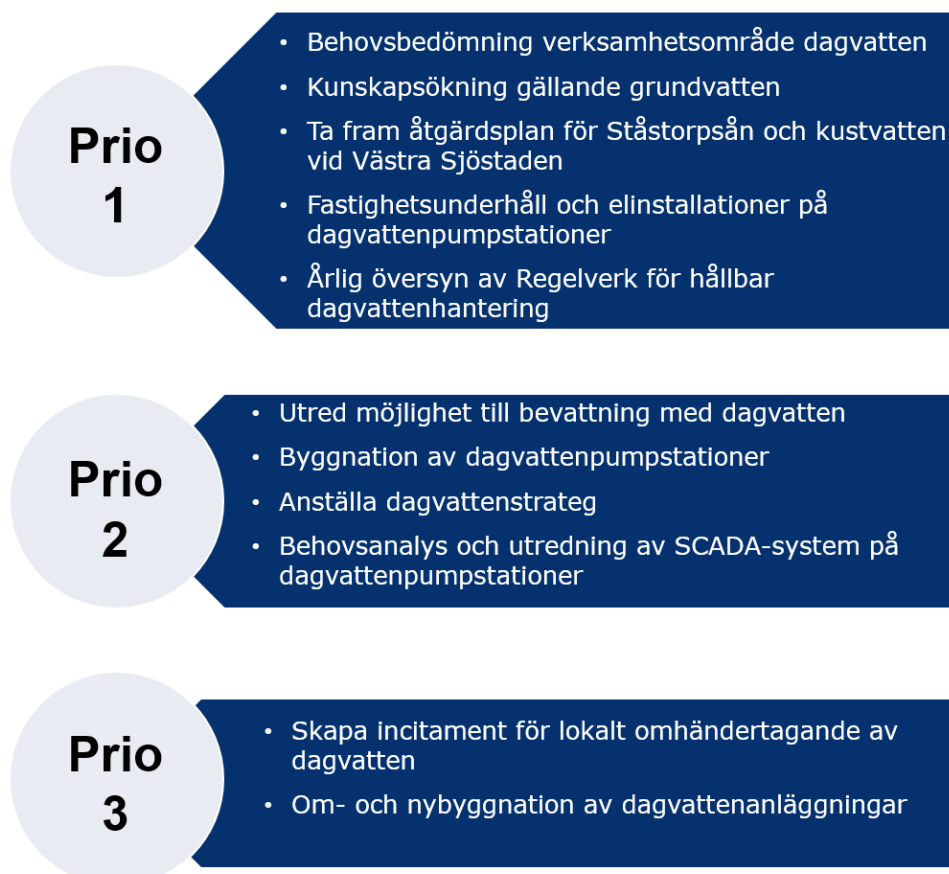 Prio
1
• Behovsbedömning verksamhetsområde dagvatten
• Kunskapsökning gällande grundvatten
• Ta fram åtgärdsplan för Ståstorpsån och kustvatten
vid Västra Sjöstaden
• Fastighetsunderhåll och elinstallationer på
dagvattenpumpstationer
• Årlig översyn av Regelverk för hållbar
dagvattenhantering
Prio
2
• Utred möjlighet till bevattning med dagvatten
• Byggnation av dagvattenpumpstationer
• Anställa dagvattenstrateg
• Behovsanalys och utredning av SCADA-system på
dagvattenpumpstationer
Prio
3
• Skapa incitament för lokalt omhändertagande av
dagvatten
• Om- och nybyggnation av dagvattenanläggningar